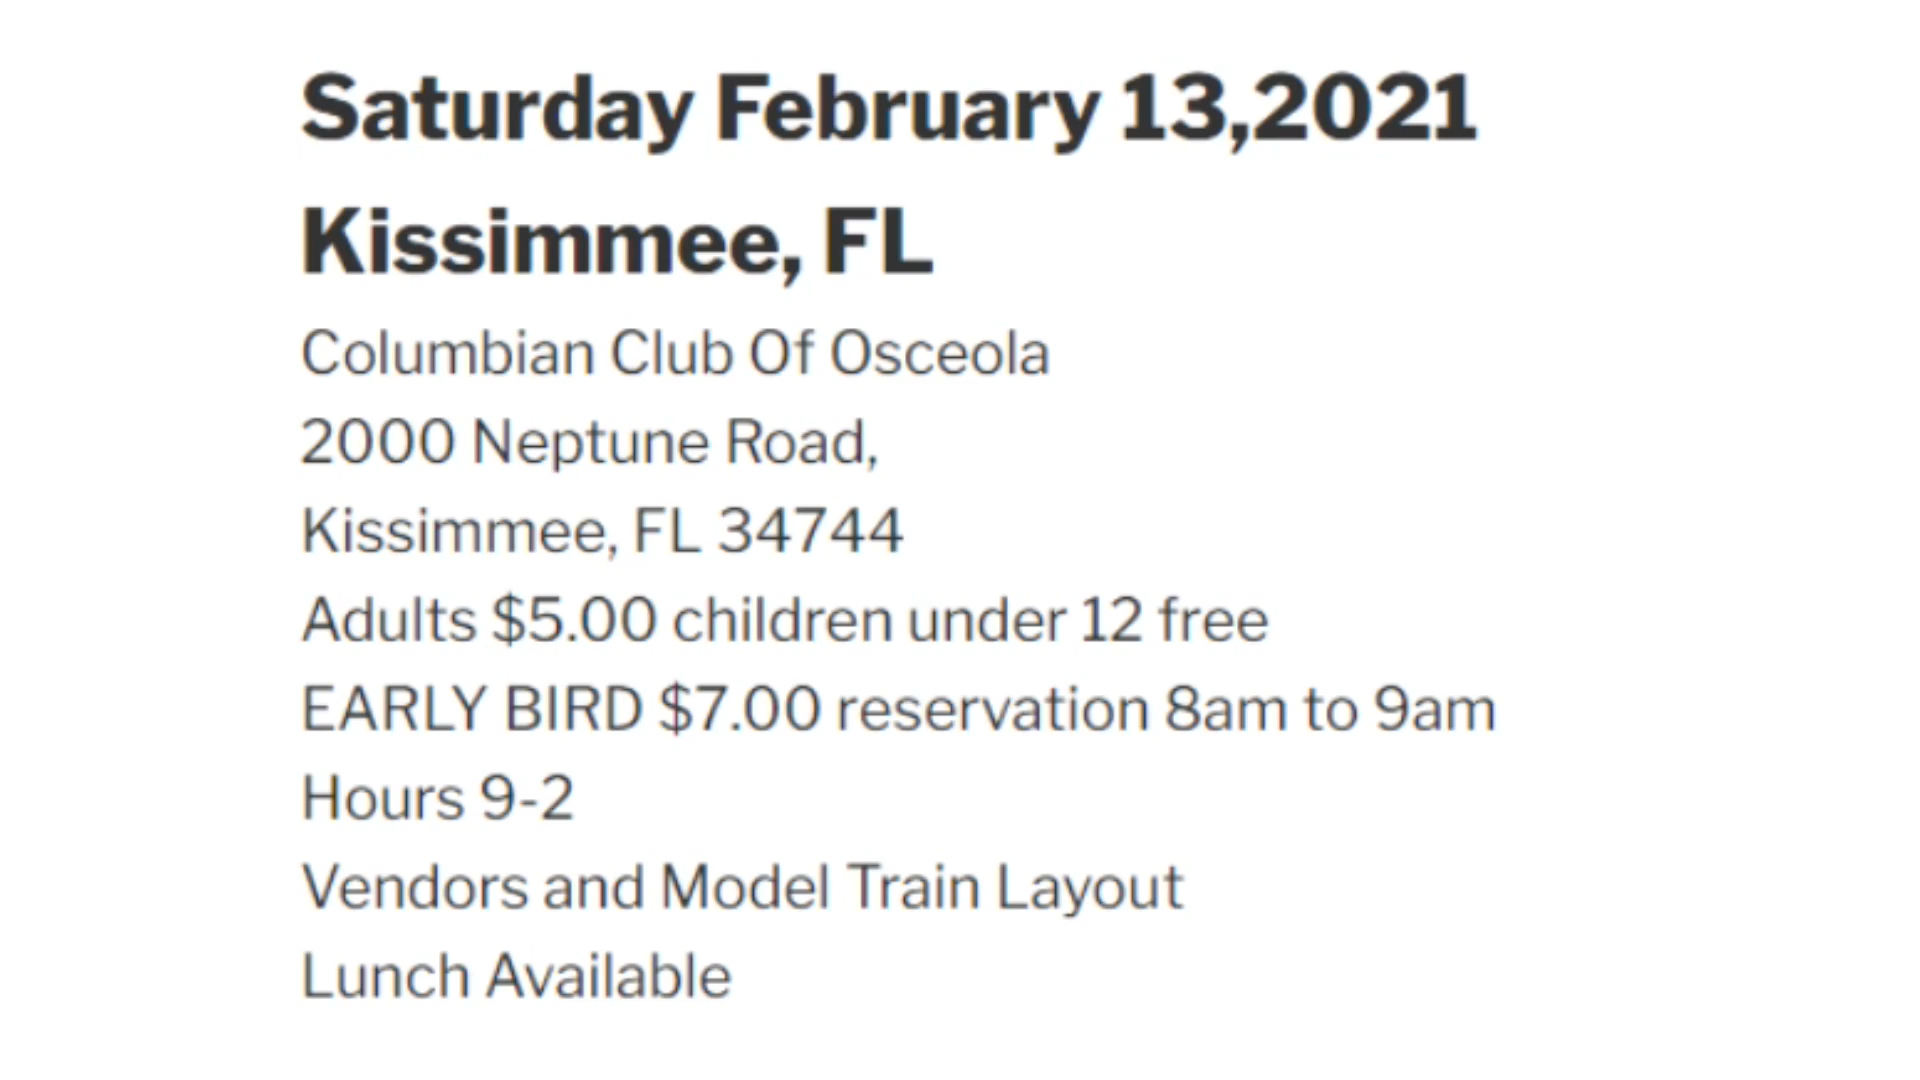 Saturday February 13,2021
Kissimmee, FL
Columbian Club Of Osceola
2000 Neptune Road,
Kissimmee, FL 34744
Adults $5.00 children under 12 free
EARLY BIRD $7.00 reservation 8am to 9am
Hours 9-2
Vendors and Model Train Layout
Lunch Available